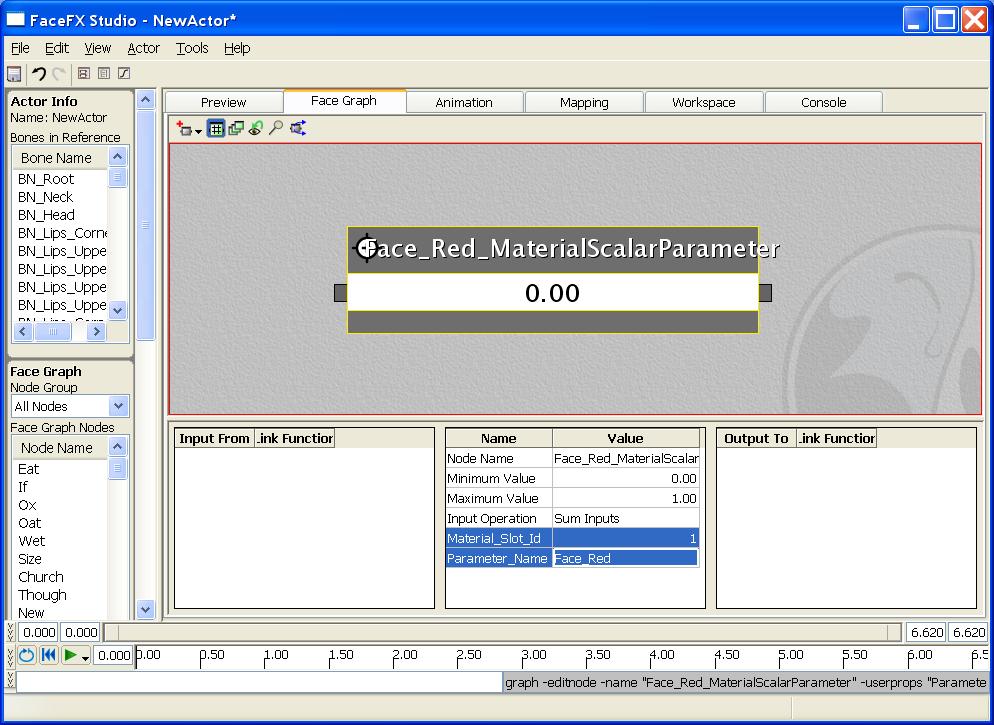 FaceFX Studio - NewActor*
File Edit View Actor Tools Help
Actor Info
Name: NewActor
Bones in Reference
Bone Name
BN_Root
BN_Neck
BN_Head
BN_Lips_Corne
BN_Lips_Uppe
BN_Lips_Uppe
BN_Lips_Uppe
BN_Lips_Uppe
Face Graph
Node Group
All Nodes
Face Graph Nodes
Node Name
Eat
If
Ox
Oat
Wet
Size
Church
Though
New
Preview Face Graph Animation Mapping Workspace Console
Face_Red_MaterialScalarParameter
0.00
Input From .ink Function
Name Value
Node Name Face_Red_MaterialScalar
Minimum Value 0.00
Maximum Value 1.00
Input Operation Sum Inputs
Material_Slot_Id 1
Parameter_Name Face_Red
Output To .ink Function
0.000 0.000 6.620 6.620
0.000 0.00 0.50 1.00 1.50 2.00 2.50 3.00 3.50 4.00 4.50 5.00 5.50 6.00 6.5
graph -editnode -name "Face_Red_MaterialScalarParameter" -userprops "Paramete